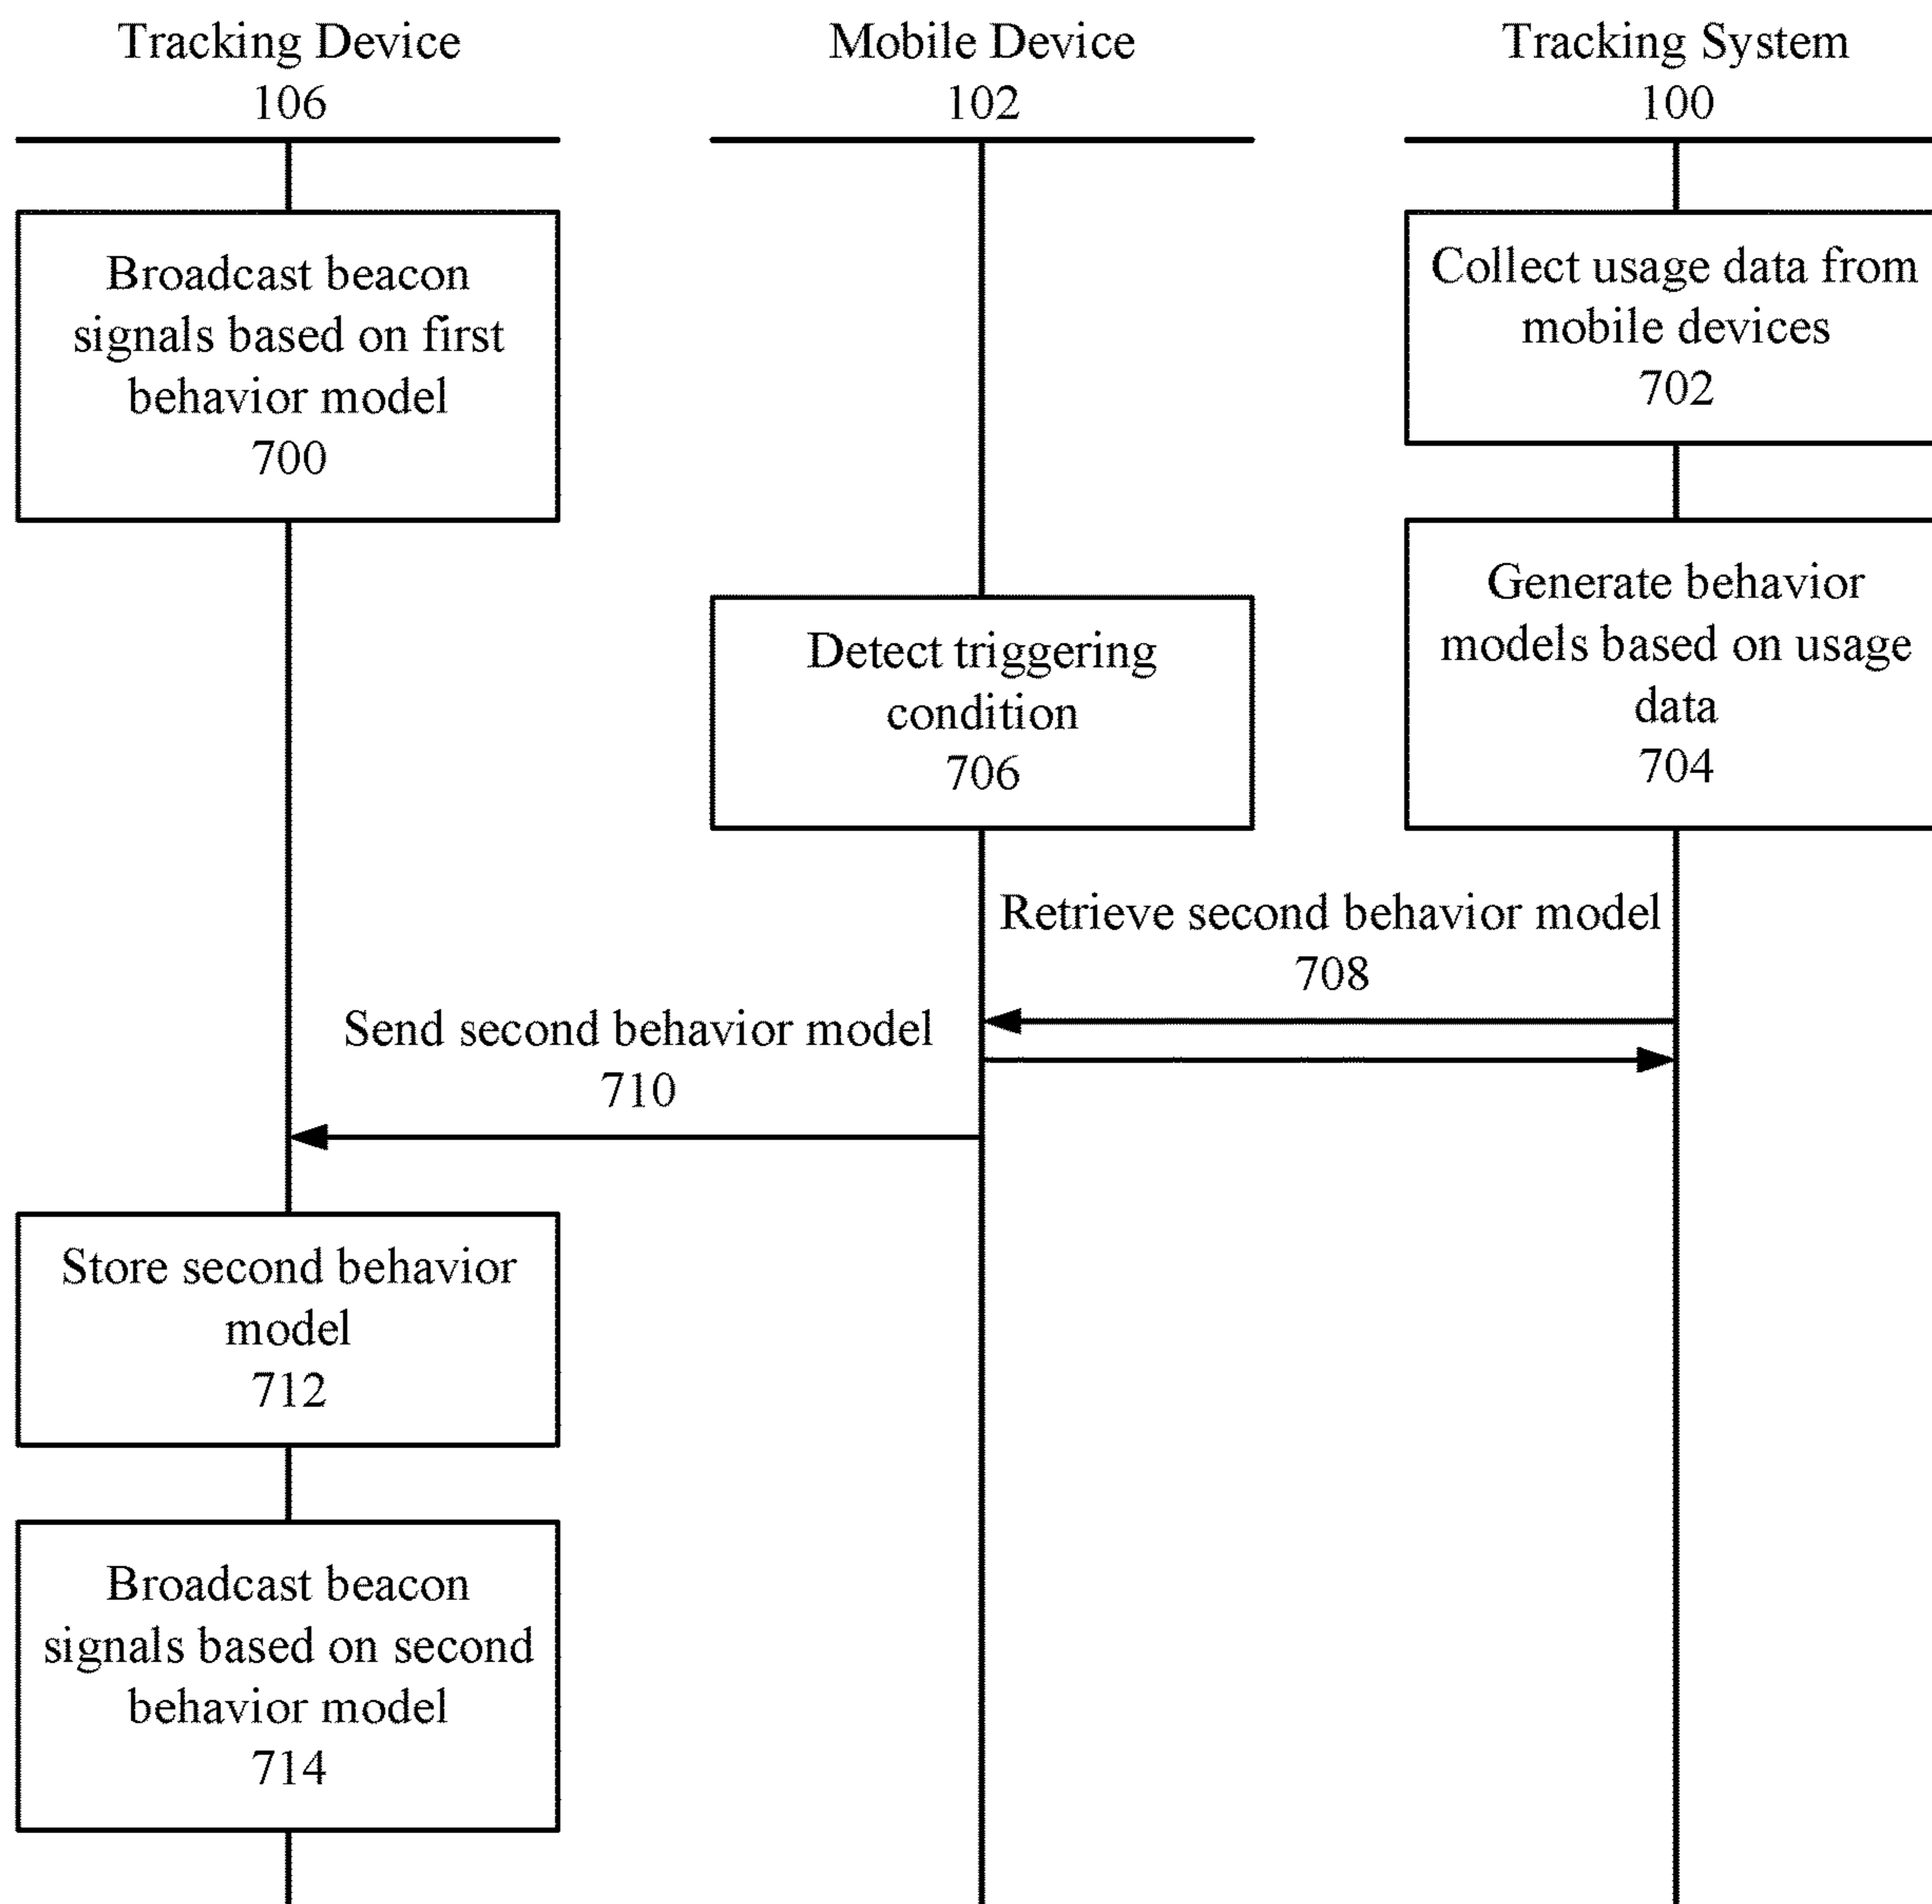 Tracking Device
106
Mobile Device
102
Tracking System
100
Broadcast beacon
signals based on first
behavior model
700
Collect usage data from
mobile devices
702
Generate behavior
models based on usage
data
704
Detect triggering
condition
706
Retrieve second behavior model
708
Send second behavior model
710
Store second behavior
model
712
Broadcast beacon
signals based on second
behavior model
714